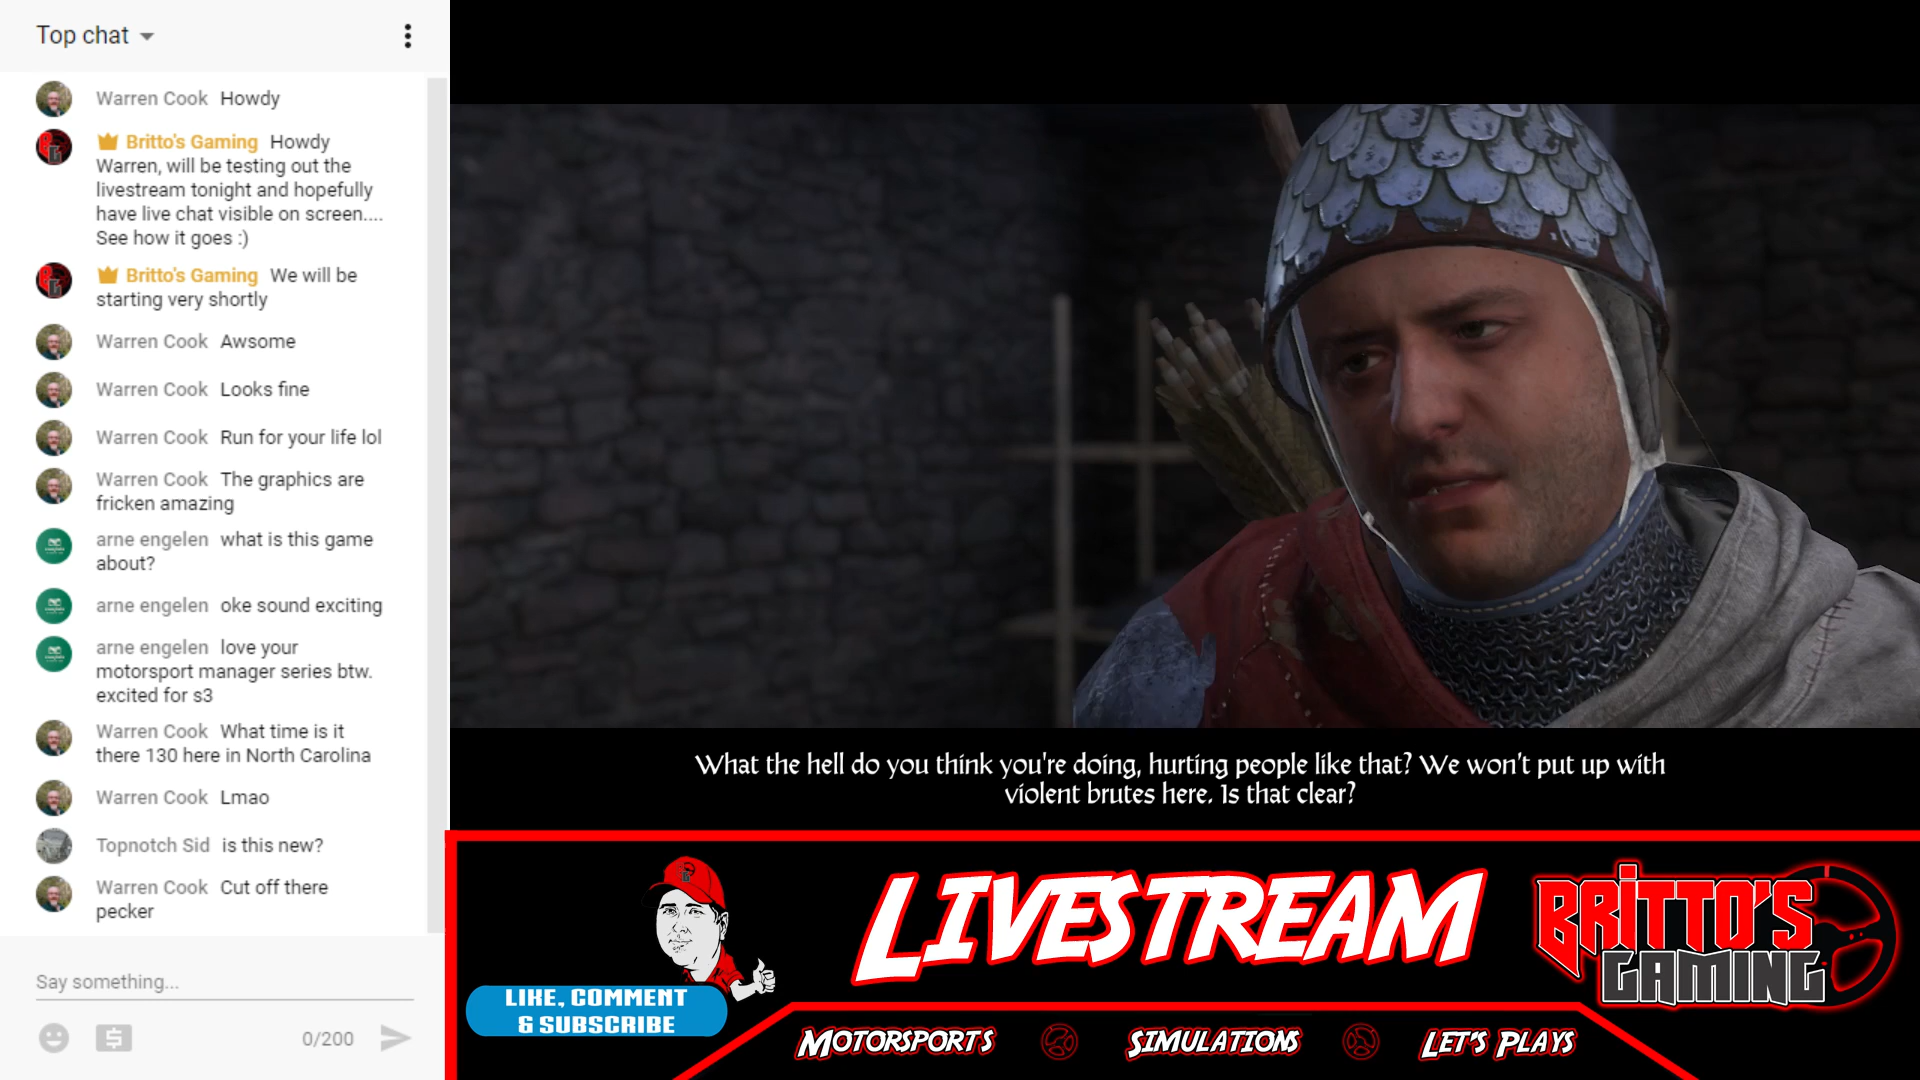 Top chat
Warren Cook Howdy
Britto's Gaming Howdy
Warren, will be testing out the
livestream tonight and hopefully
have live chat visible on screen....
See how it goes :)
Britto's Gaming We will be
starting very shortly
Warren Cook Awsome
Warren Cook Looks fine
Warren Cook Run for your life lol
Warren Cook The graphics are
fricken amazing
arne engelen what is this game
about?
arne engelen oke sound exciting
arne engelen love your
motorsport manager series btw.
excited for s3
Warren Cook What time is it
there 130 here in North Carolina
Warren Cook Lmao
Topnotch Sid is this new?
Warren Cook Cut off there
pecker
Say something...
0/200
What the hell do you think you're doing, hurting people like that? We won't put up with
violent brutes here. Is that clear?
LIKE, COMMENT
& SUBSCRIBE
LIVESTREAM
BRITTO'S
GAMING
MOTORSPORTS
SIMULATIONS
LET'S PLAYS